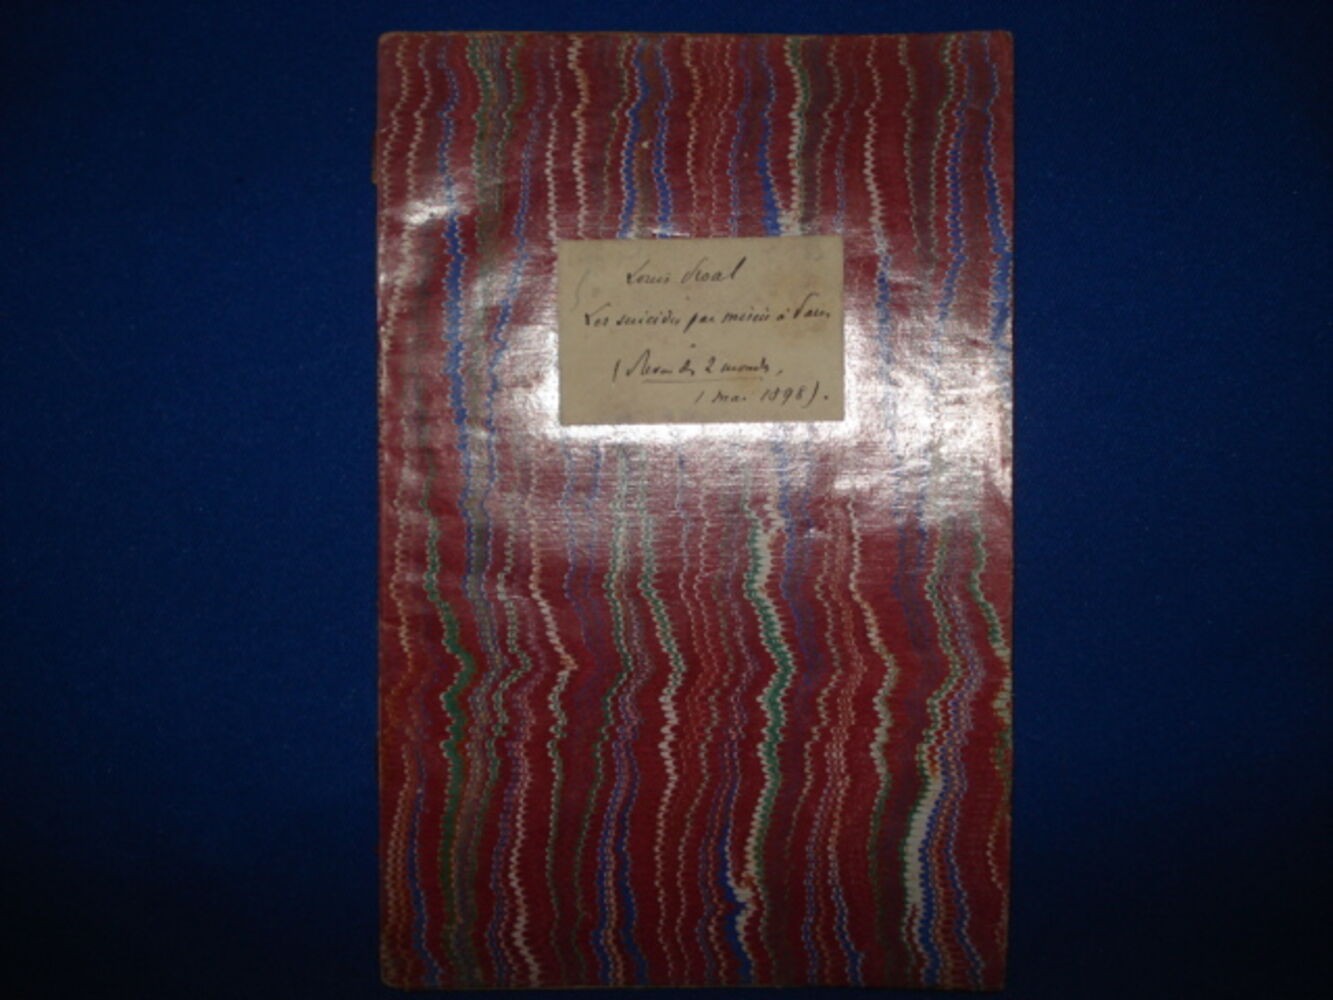 Louis Proal
Les suicides par misère à Paris
(Revue des 2 mondes,
1 mai 1898).